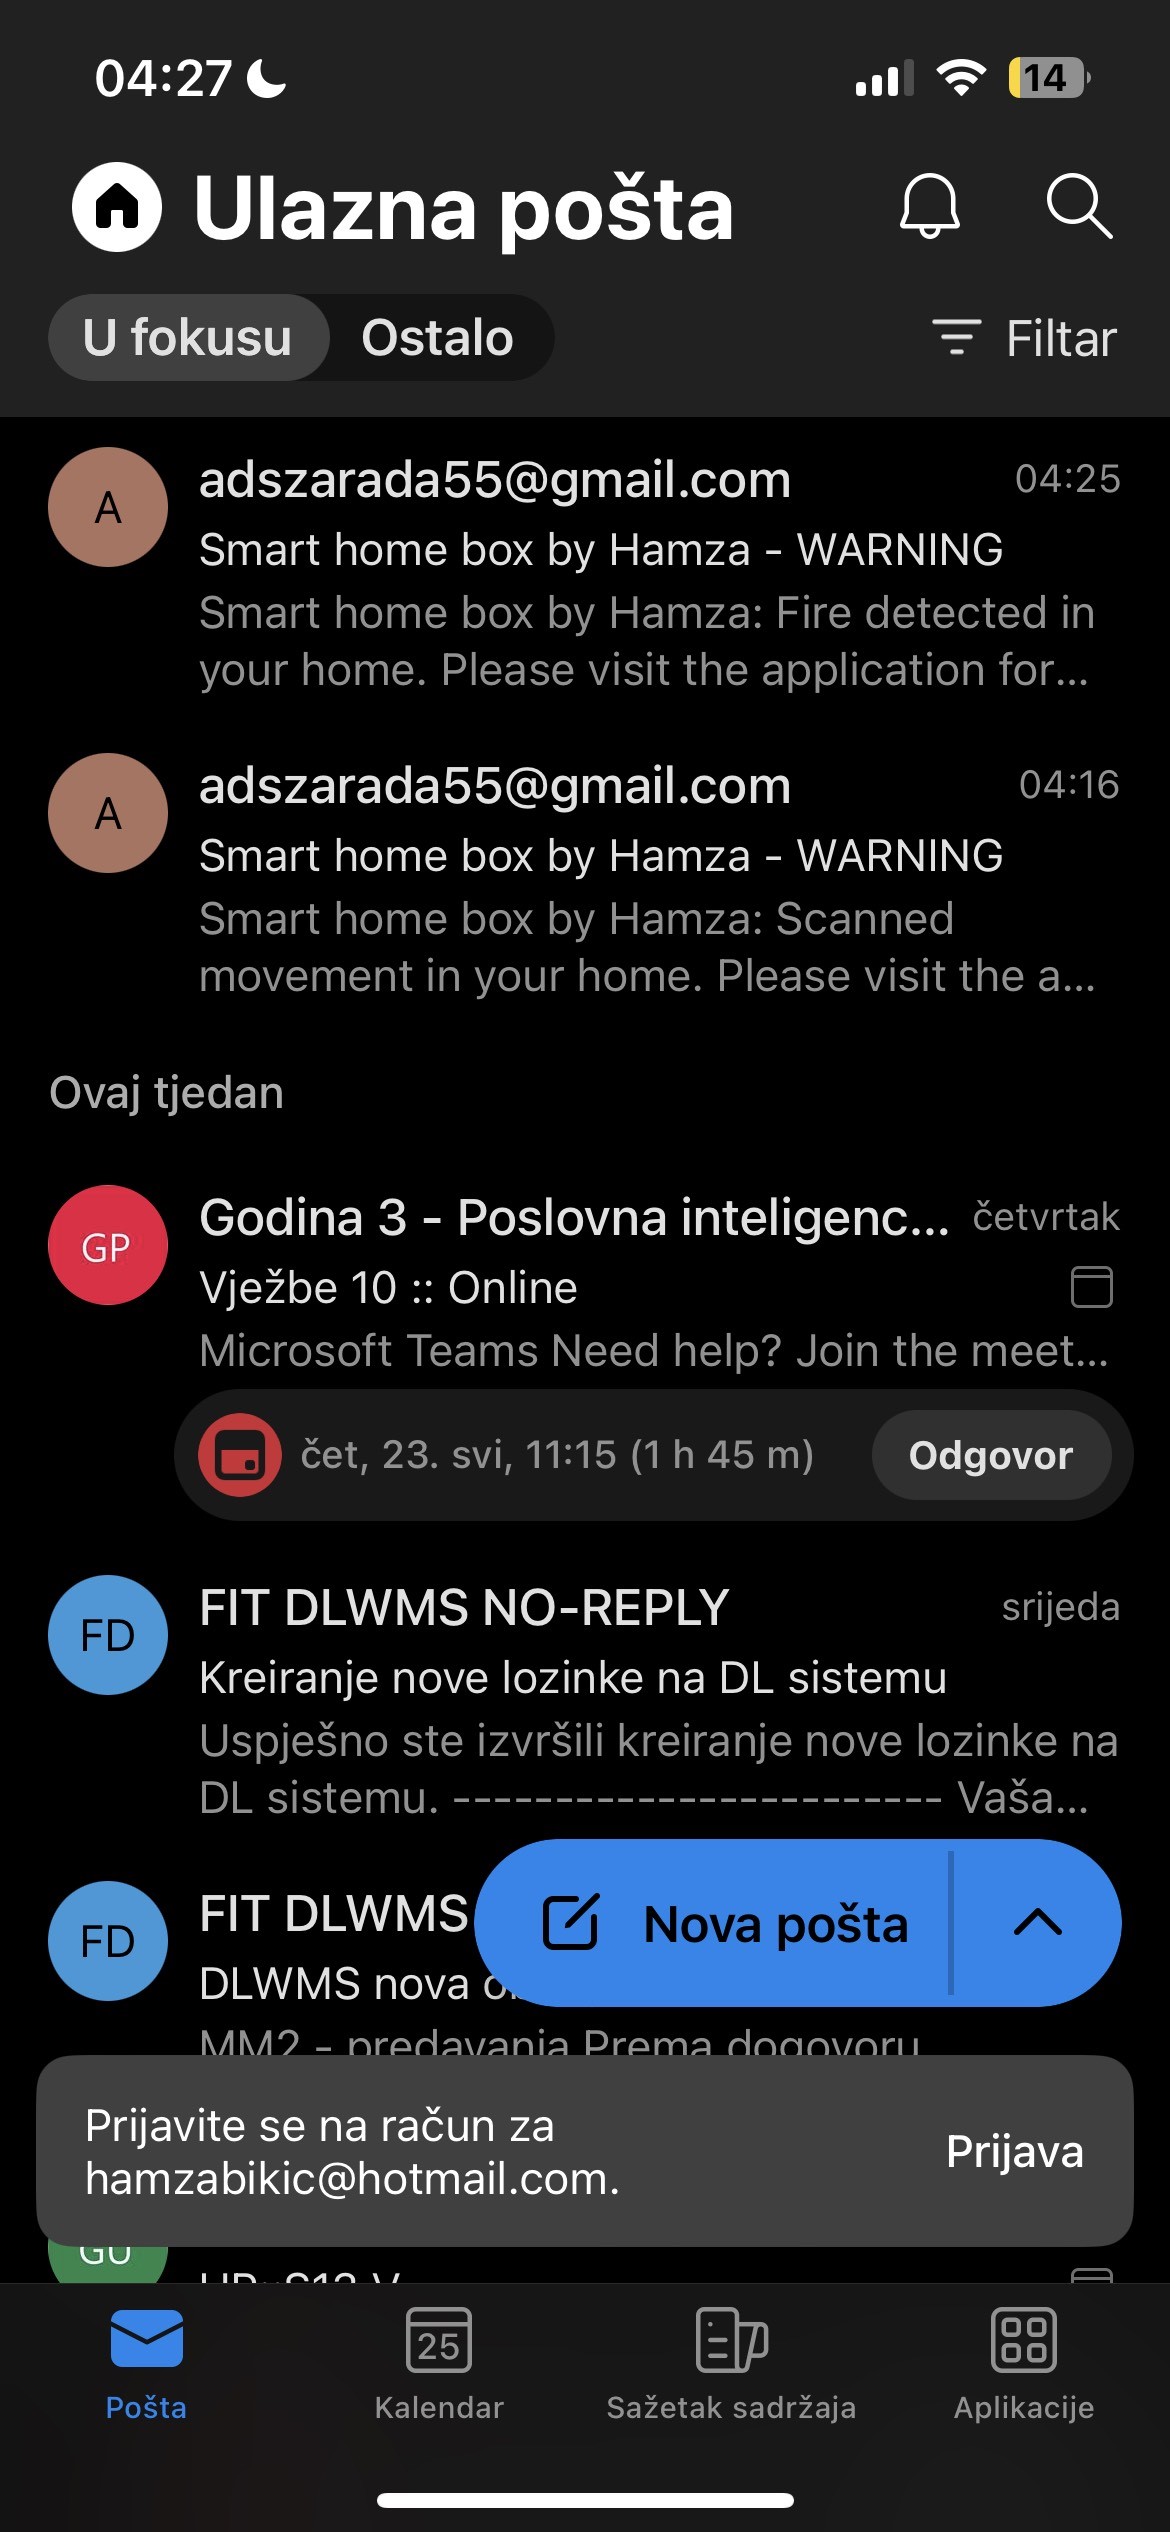 04:27
14
Ulazna pošta
U fokusu
Ostalo
Filtar
A
adszarada55@gmail.com
04:25
Smart home box by Hamza - WARNING
Smart home box by Hamza: Fire detected in
your home. Please visit the application for...
A
adszarada55@gmail.com
04:16
Smart home box by Hamza - WARNING
Smart home box by Hamza: Scanned
movement in your home. Please visit the a...
Ovaj tjedan
GP
Godina 3 - Poslovna inteligenc...
četvrtak
Vježbe 10 :: Online
Microsoft Teams Need help? Join the meet...
čet, 23. svi, 11:15 (1 h 45 m)
Odgovor
FD
FIT DLWMS NO-REPLY
srijeda
Kreiranje nove lozinke na DL sistemu
Uspješno ste izvršili kreiranje nove lozinke na
DL sistemu. ------------------------ Vaša...
FD
FIT DLWMS
DLWMS nova
Nova pošta
MM2 - predavanja Prema dogovoru
Prijavite se na račun za
hamzabikic@hotmail.com.
Prijava
GU
25
Pošta
Kalendar
Sažetak sadržaja
Aplikacije